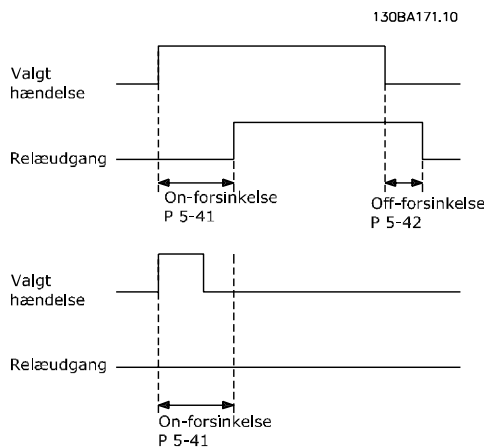 130BA171.10
Valgt
hændelse
Relæudgang
On-forsinkelse
P 5-41
Off-forsinkelse
P 5-42
Valgt
hændelse
Relæudgang
On-forsinkelse
P 5-41